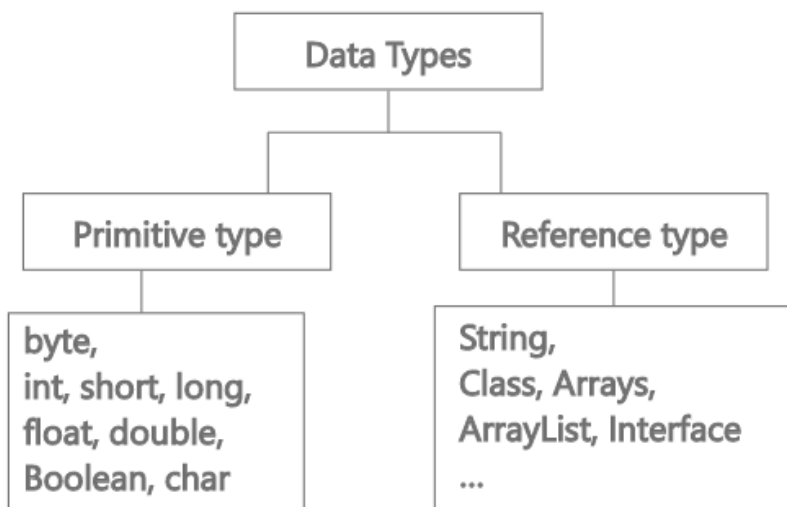 Data Types
Primitive type
Reference type
byte,
int, short, long,
float, double,
Boolean, char
String,
Class, Arrays,
ArrayList, Interface
...